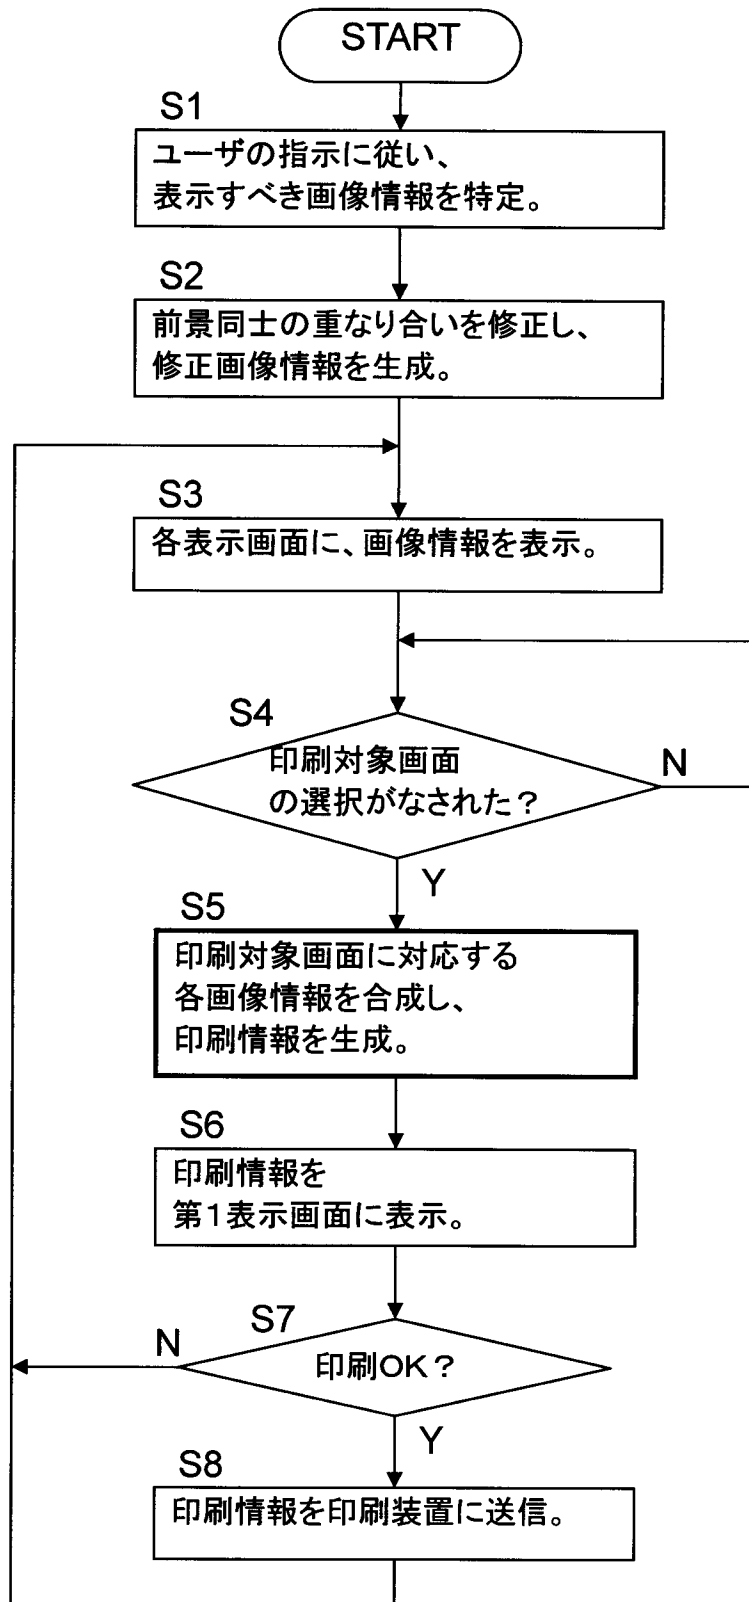 START
S1
ユーザの指示に従い、
表示すべき画像情報を特定。
S2
前景同士の重なり合いを修正し、
修正画像情報を生成。
S3
各表示画面に、画像情報を表示。
S4
印刷対象画面
の選択がなされた？
N
Y
S5
印刷対象画面に対応する
各画像情報を合成し、
印刷情報を生成。
S6
印刷情報を
第１表示画面に表示。
S7
N
印刷OK？
Y
S8
印刷情報を印刷装置に送信。